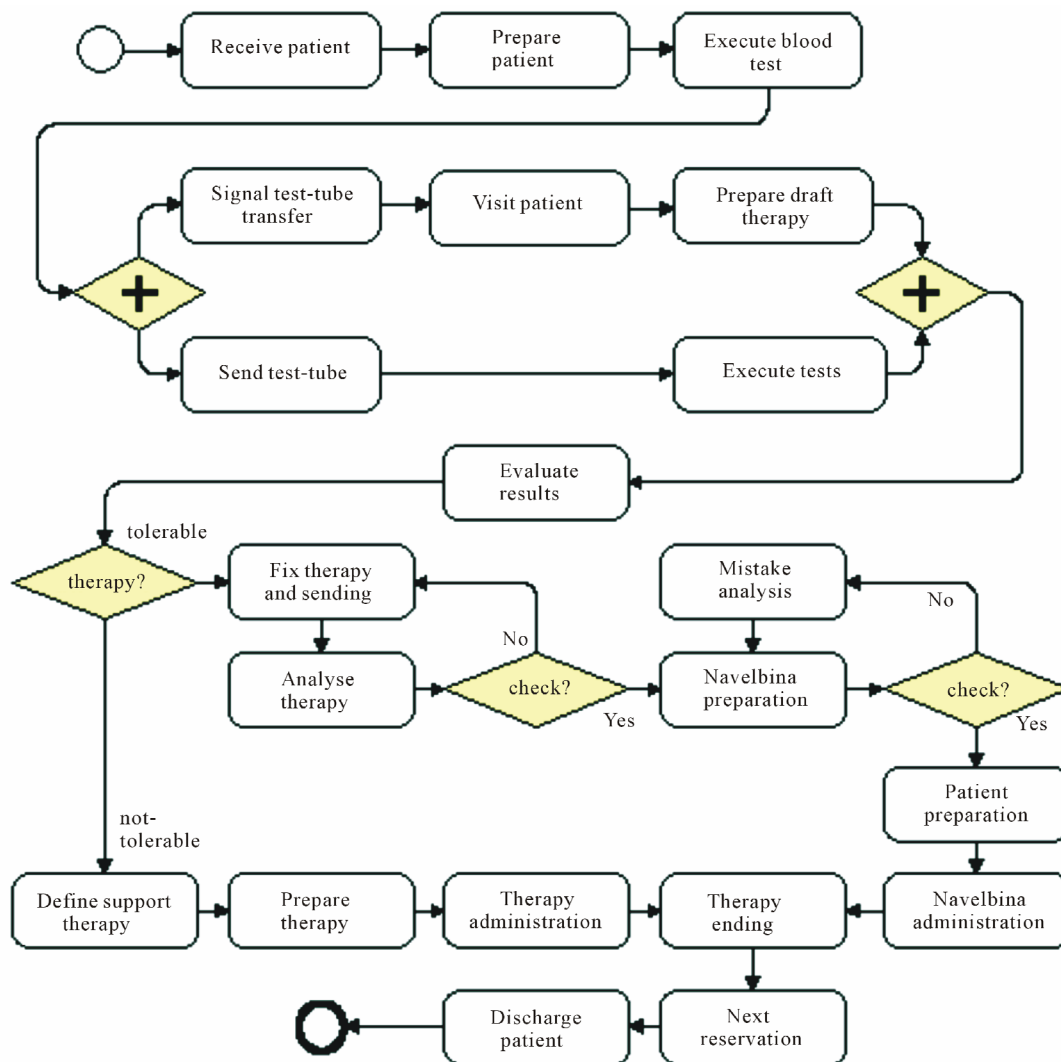 Receive patient
Prepare
patient
Execute blood
test
Signal test-tube
transfer
Visit patient
Prepare draft
therapy
Send test-tube
Execute tests
Evaluate
results
tolerable
therapy?
Fix therapy
and sending
Mistake
analysis
No
No
Analyse
therapy
check?
Yes
Navelbina
preparation
check?
Yes
Patient
preparation
not-
tolerable
Define support
therapy
Prepare
therapy
Therapy
administration
Therapy
ending
Navelbina
administration
Discharge
patient
Next
reservation